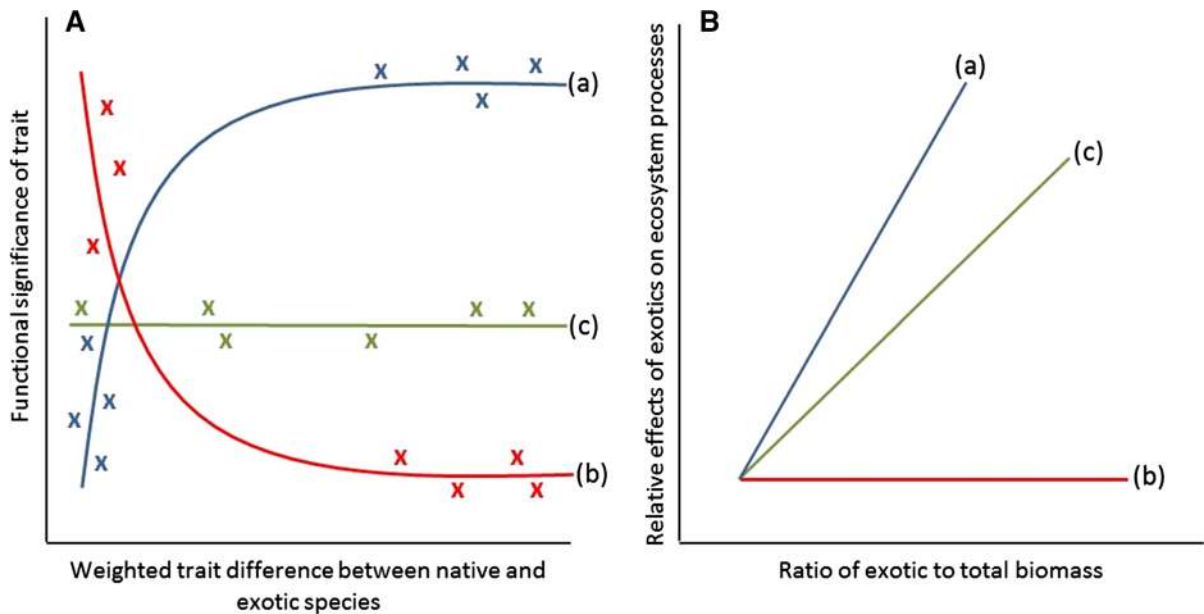 A
Functional significance of trait
X
X
X
X
X
X
X
(a)
X
X
X
X
X
X
X
(c)
X
X
X
X
X
X
X
X
(b)
Weighted trait difference between native and
exotic species
B
Relative effects of exotics on ecosystem processes
(a)
(c)
(b)
Ratio of exotic to total biomass